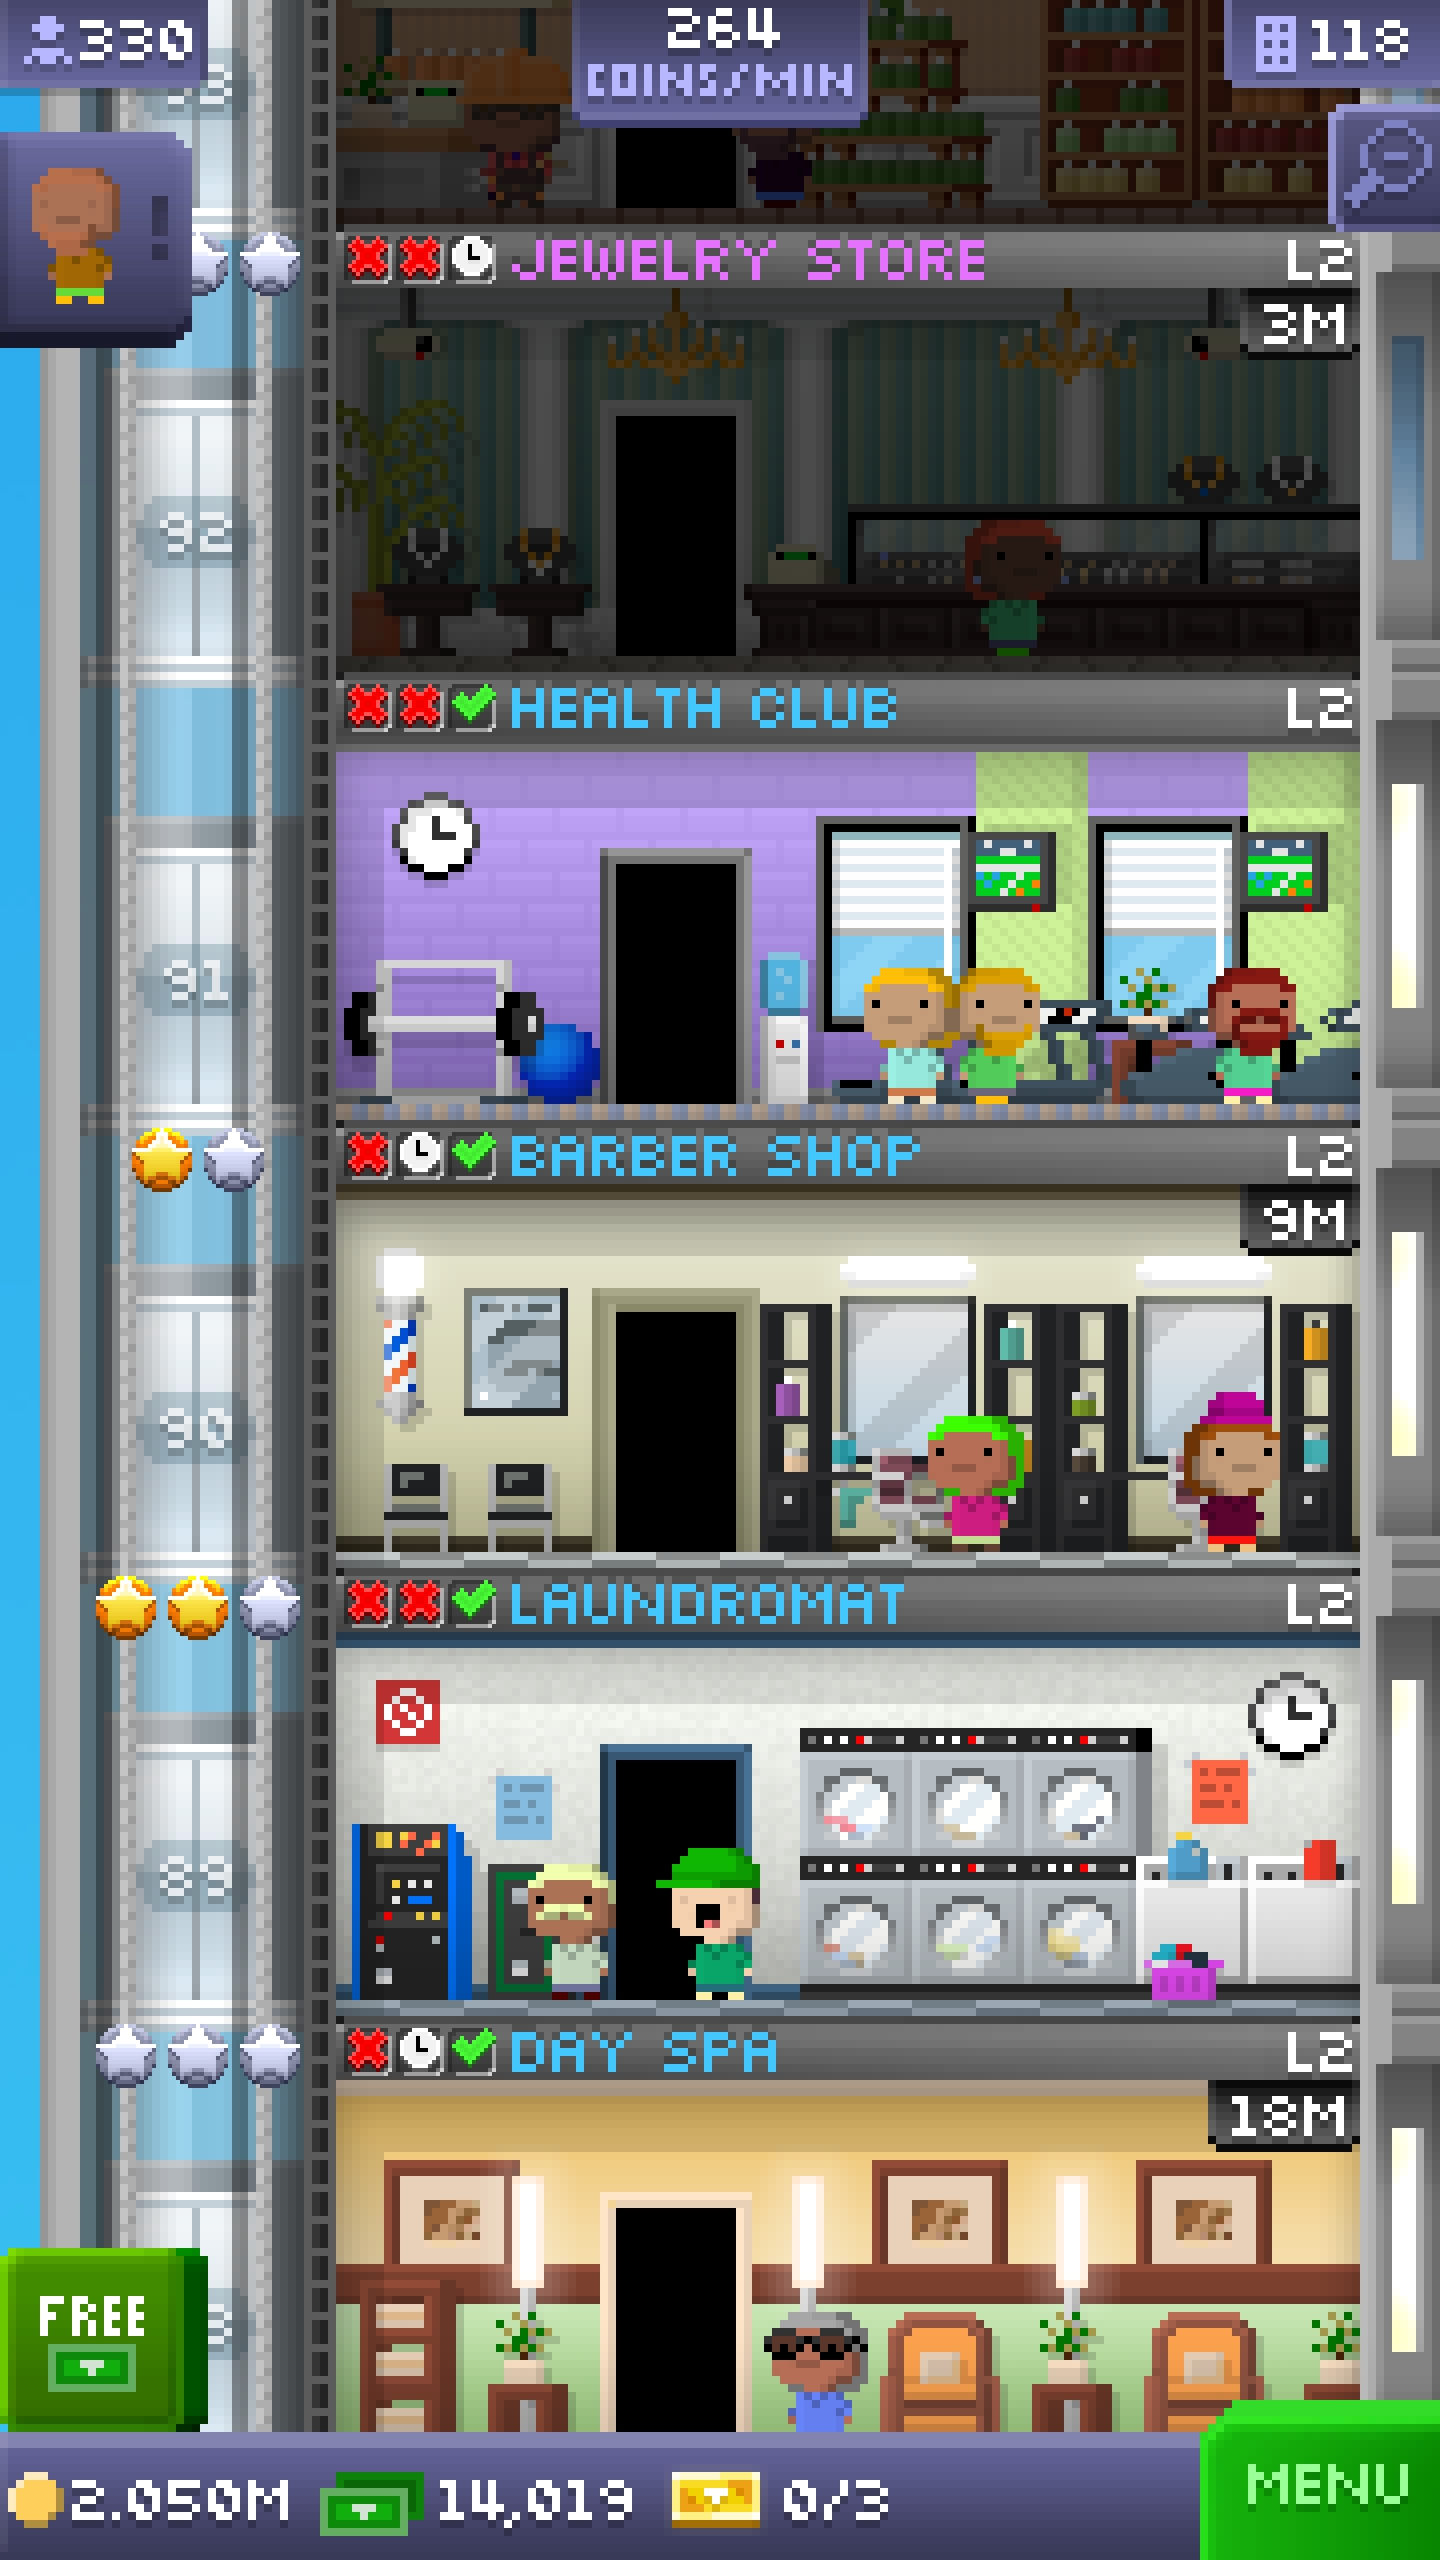 330
264
COINS/MIN
118
JEWELRY STORE
L2
3M
92
HEALTH CLUB
L2
91
BARBER SHOP
L2
9M
90
LAUNDROMAT
L2
89
DAY SPA
L2
18M
FREE
2.050M
14,019
0/3
MENU